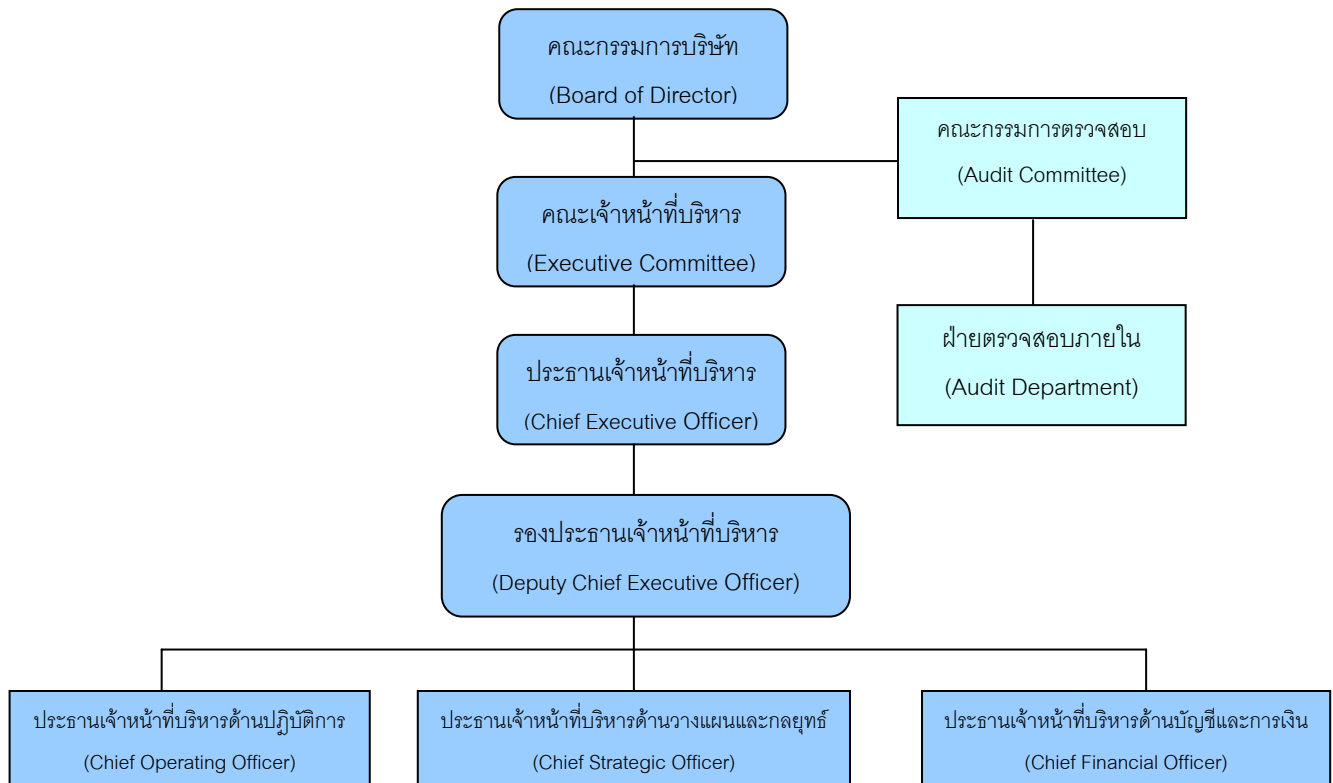 คณะกรรมการบริษัท
(Board of Director)
คณะกรรมการตรวจสอบ
(Audit Committee)
คณะเจ้าหน้าที่บริหาร
(Executive Committee)
ฝ่ายตรวจสอบภายใน
(Audit Department)
ประธานเจ้าหน้าที่บริหาร
(Chief Executive Officer)
รองประธานเจ้าหน้าที่บริหาร
(Deputy Chief Executive Officer)
ประธานเจ้าหน้าที่บริหารด้านปฎิบัติการ
(Chief Operating Officer)
ประธานเจ้าหน้าที่บริหารด้านวางแผนและกลยุทธ์
(Chief Strategic Officer)
ประธานเจ้าหน้าที่บริหารด้านบัญชีและการเงิน
(Chief Financial Officer)